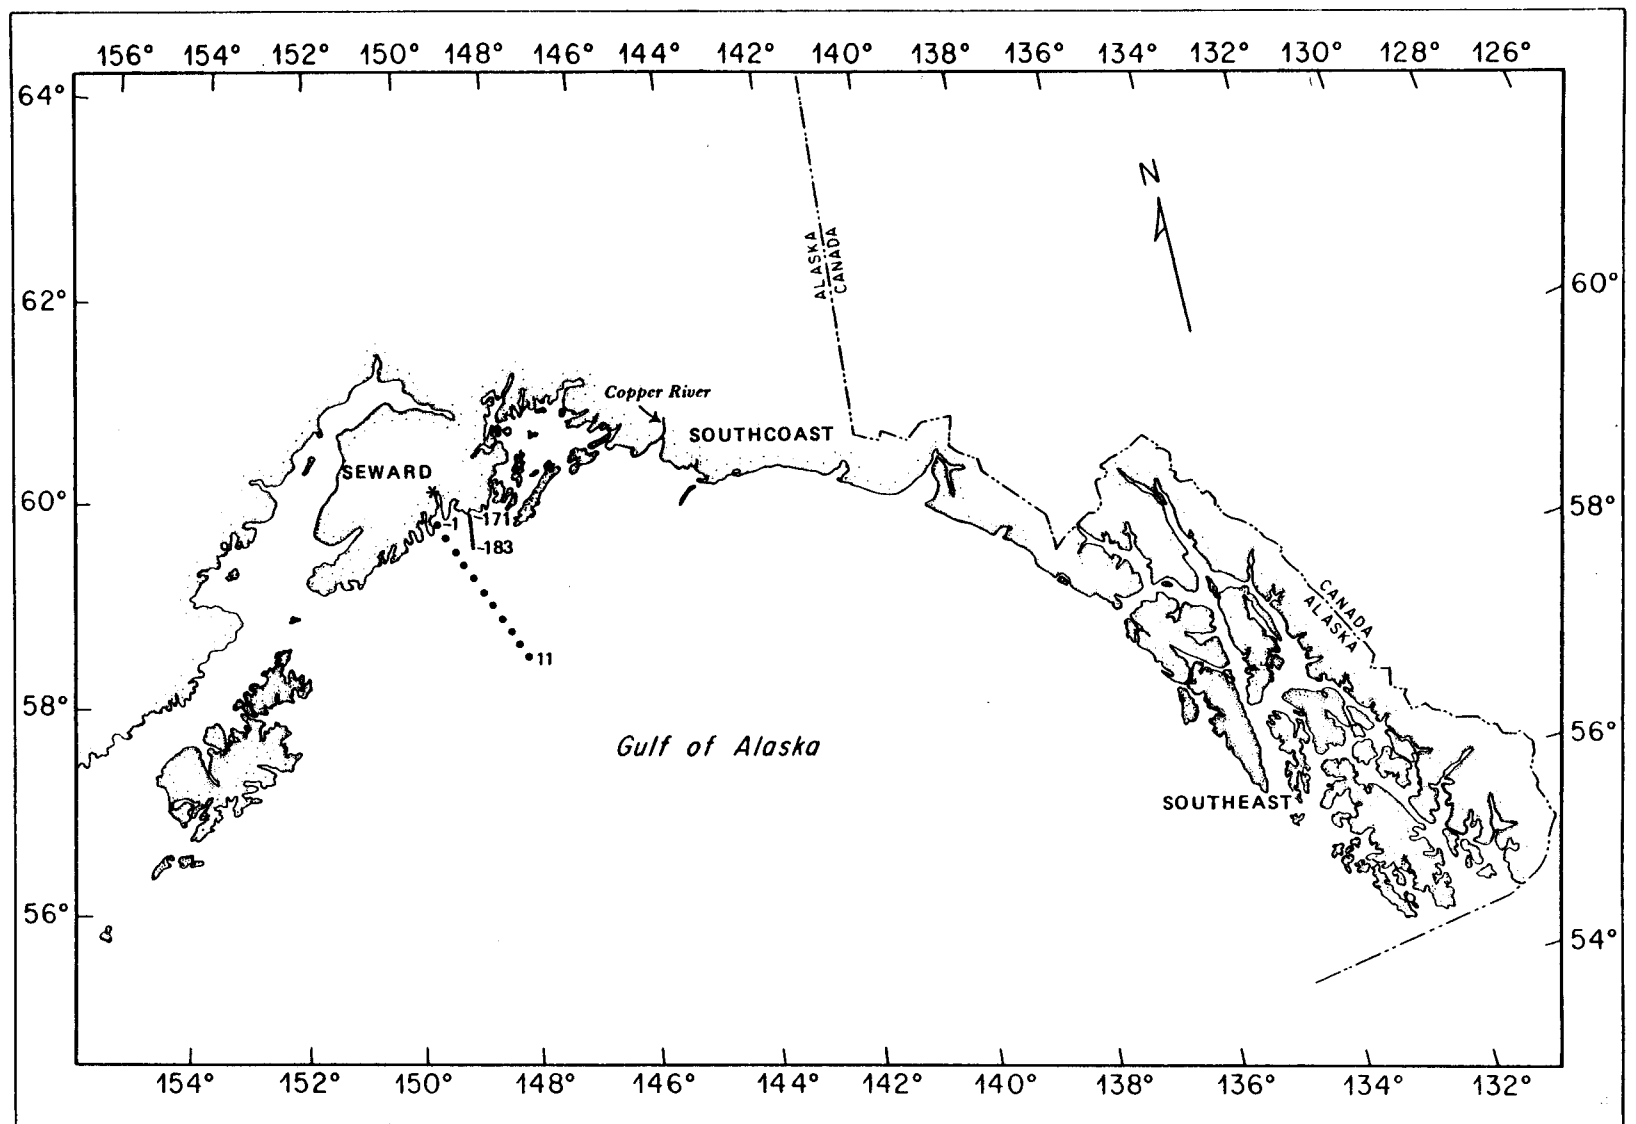 156° 154° 152° 150° 148° 146° 144° 142° 140° 138° 136° 134° 132° 130° 128° 126°
64°
N
ALASKA
CANADA
62°
60°
Copper River
SOUTHCOAST
SEWARD
60°
58°
-1
-171
-183
CANADA
ALASKA
11
58°
56°
Gulf of Alaska
SOUTHEAST
56°
54°
154° 152° 150° 148° 146° 144° 142° 140° 138° 136° 134° 132°